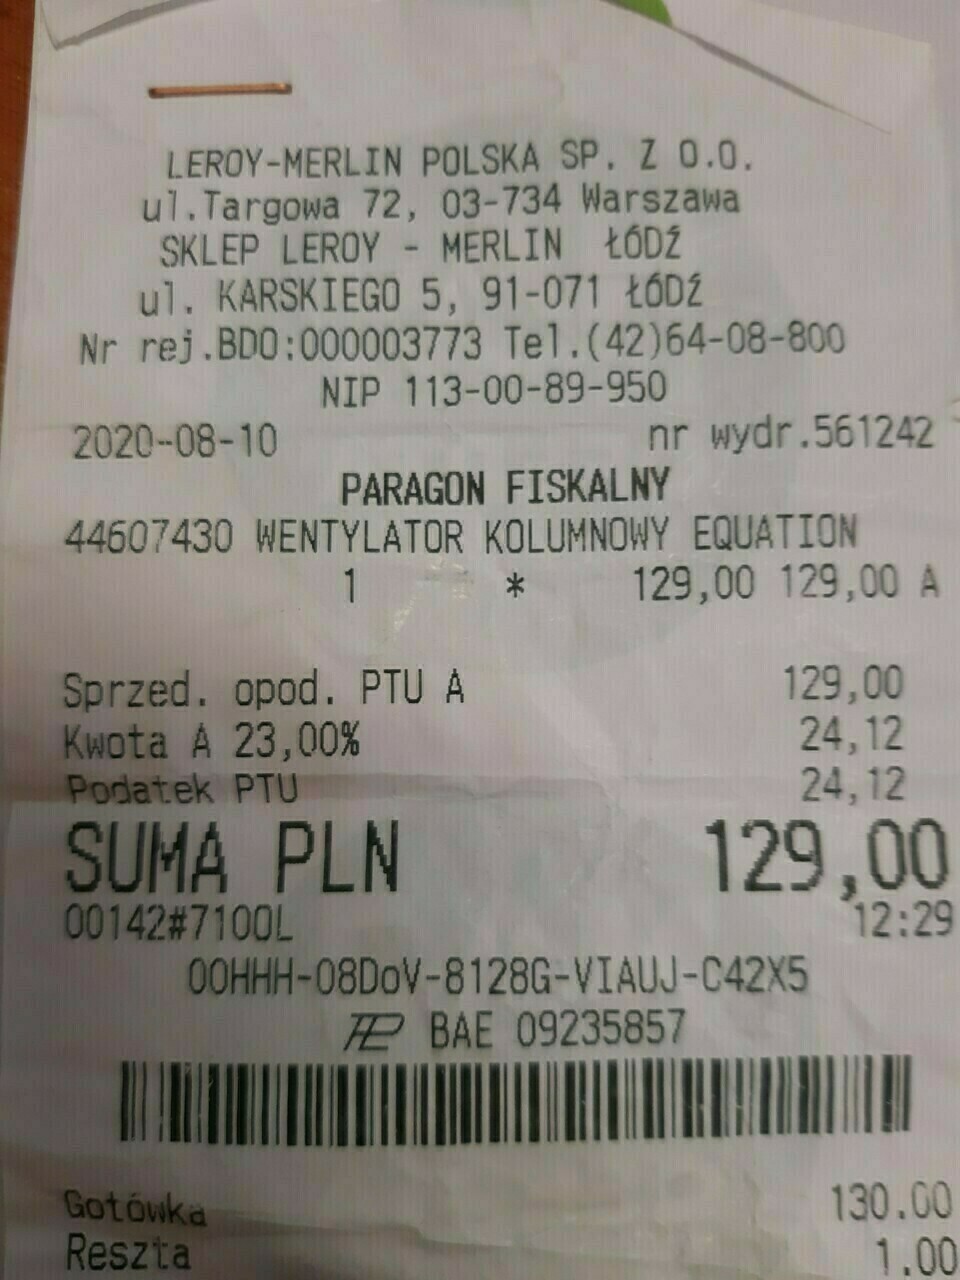 LEROY-MERLIN POLSKA SP. Z O.O.
ul.Targowa 72, 03-734 Warszawa
SKLEP LEROY - MERLIN ŁÓDŹ
ul. KARSKIEGO 5, 91-071 ŁÓDŹ
Nr rej.BDO:000003773 Tel.(42)64-08-800
NIP 113-00-89-950
2020-08-10 nr wydr.561242
PARAGON FISKALNY
44607430 WENTYLATOR KOLUMNOWY EQUATION
1 * 129,00 129,00 A
Sprzed. opod. PTU A 129,00
Kwota A 23,00% 24,12
Podatek PTU 24,12
SUMA PLN 129,00
00142#7100L 12:29
00HHH-08DoV-8128G-VIAUJ-C42X5
BAE 09235857
Gotówka 130.00
Reszta 1.00